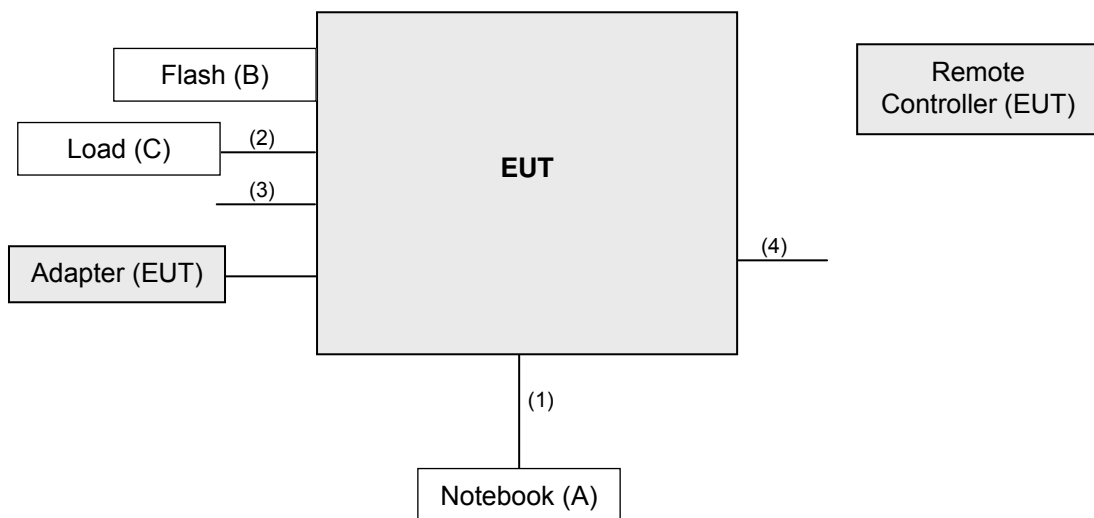 Flash (B)
Remote
Controller (EUT)
Load (C)
(2)
EUT
(3)
(4)
Adapter (EUT)
(1)
Notebook (A)